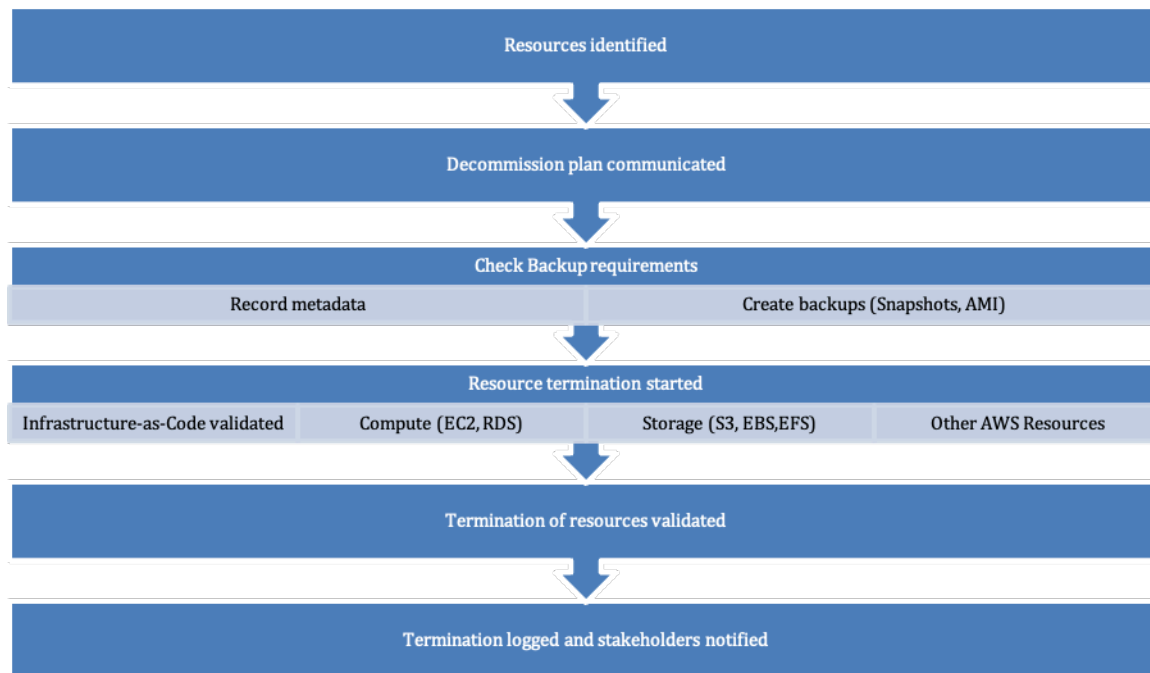 Resources identified
Decommission plan communicated
Check Backup requirements
Record metadata
Create backups (Snapshots, AMI)
Resource termination started
Infrastructure-as-Code validated
Compute (EC2, RDS)
Storage (S3, EBS,EFS)
Other AWS Resources
Termination of resources validated
Termination logged and stakeholders notified